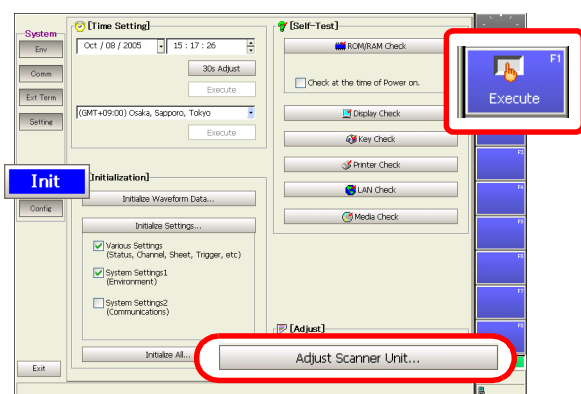 System
Env
Comm
Ext Term
Setting
Init
Config
Exit
[Time Setting]
Oct / 08 / 2005
15 : 17 : 26
30s Adjust
Execute
(GMT+09:00) Osaka, Sapporo, Tokyo
Execute
[Initialization]
Initialize Waveform Data...
Initialize Settings...
Various Settings
(Status, Channel, Sheet, Trigger, etc)
System Settings1
(Environment)
System Settings2
(Communications)
Initialize All...
[Self-Test]
ROM/RAM Check
Check at the time of Power on.
Display Check
Key Check
Printer Check
LAN Check
Media Check
[Adjust]
Adjust Scanner Unit...
F1
Execute